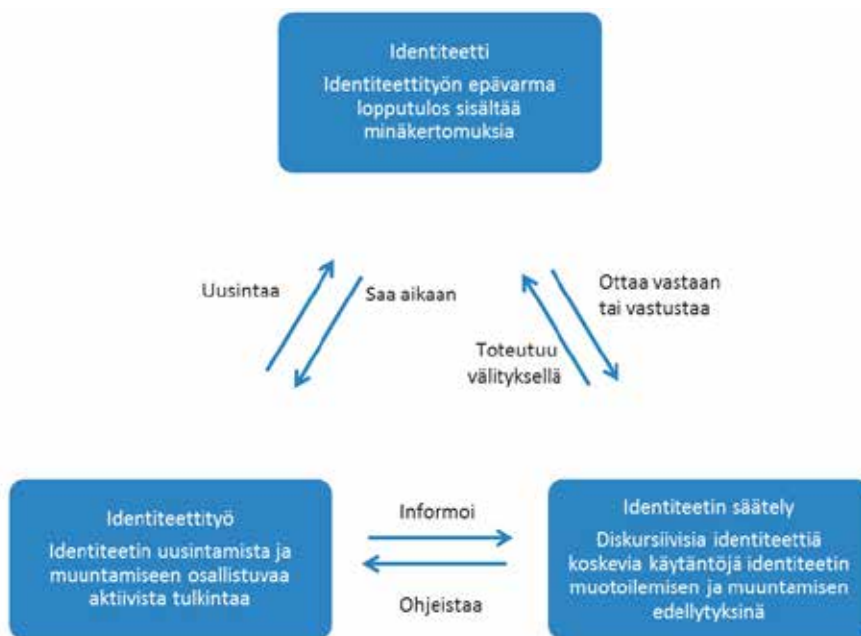 Identiteetti
Identiteettityön epävarma
lopputulos sisältää
minäkertomuksia
Uusintaa
Saa aikaan
Ottaa vastaan
tai vastustaa
Toteutuu
välityksellä
Identiteettityö
Identiteetin uusintamista ja
muuntamiseen osallistuvaa
aktiivista tulkintaa
Informoi
Ohjeistaa
Identiteetin säätely
Diskursiivisia identiteettiä
koskevia käytäntöjä identiteetin
muotoilemisen ja muuntamisen
edellytyksinä